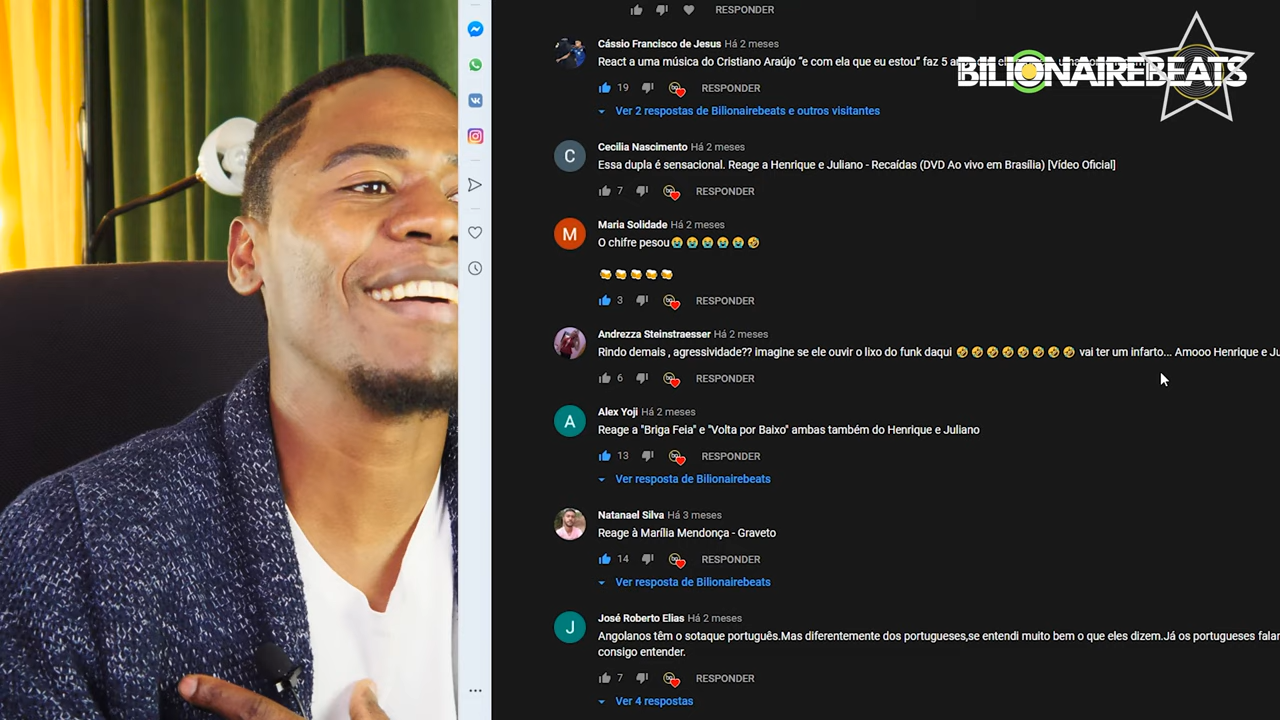 RESPONDER
BILIONAIREBEATS
Cássio Francisco de Jesus Há 2 meses
React a uma música do Cristiano Araújo “e com ela que eu estou” faz 5
19 RESPONDER
Ver 2 respostas de Bilionairebeats e outros visitantes
C
Cecilia Nascimento Há 2 meses
Essa dupla é sensacional. Reage a Henrique e Juliano - Recaídas (DVD Ao vivo em Brasília) [Vídeo Oficial]
7 RESPONDER
M
Maria Solidade Há 2 meses
O chifre pesou😭😭😭😭😭🤣
🍻🍻🍻🍻🍻
3 RESPONDER
Andrezza Steinstraesser Há 2 meses
Rindo demais , agressividade?? imagine se ele ouvir o lixo do funk daqui 🤣🤣🤣🤣🤣🤣🤣🤣 vai ter um infarto... Amooo Henrique e Ju
6 RESPONDER
A
Alex Yoji Há 2 meses
Reage a "Briga Feia" e "Volta por Baixo" ambas também do Henrique e Juliano
13 RESPONDER
Ver resposta de Bilionairebeats
Natanael Silva Há 3 meses
Reage à Marília Mendonça - Graveto
14 RESPONDER
Ver resposta de Bilionairebeats
J
José Roberto Elias Há 2 meses
Angolanos têm o sotaque português.Mas diferentemente dos portugueses,se entendi muito bem o que eles dizem.Já os portugueses falar
consigo entender.
7 RESPONDER
Ver 4 respostas